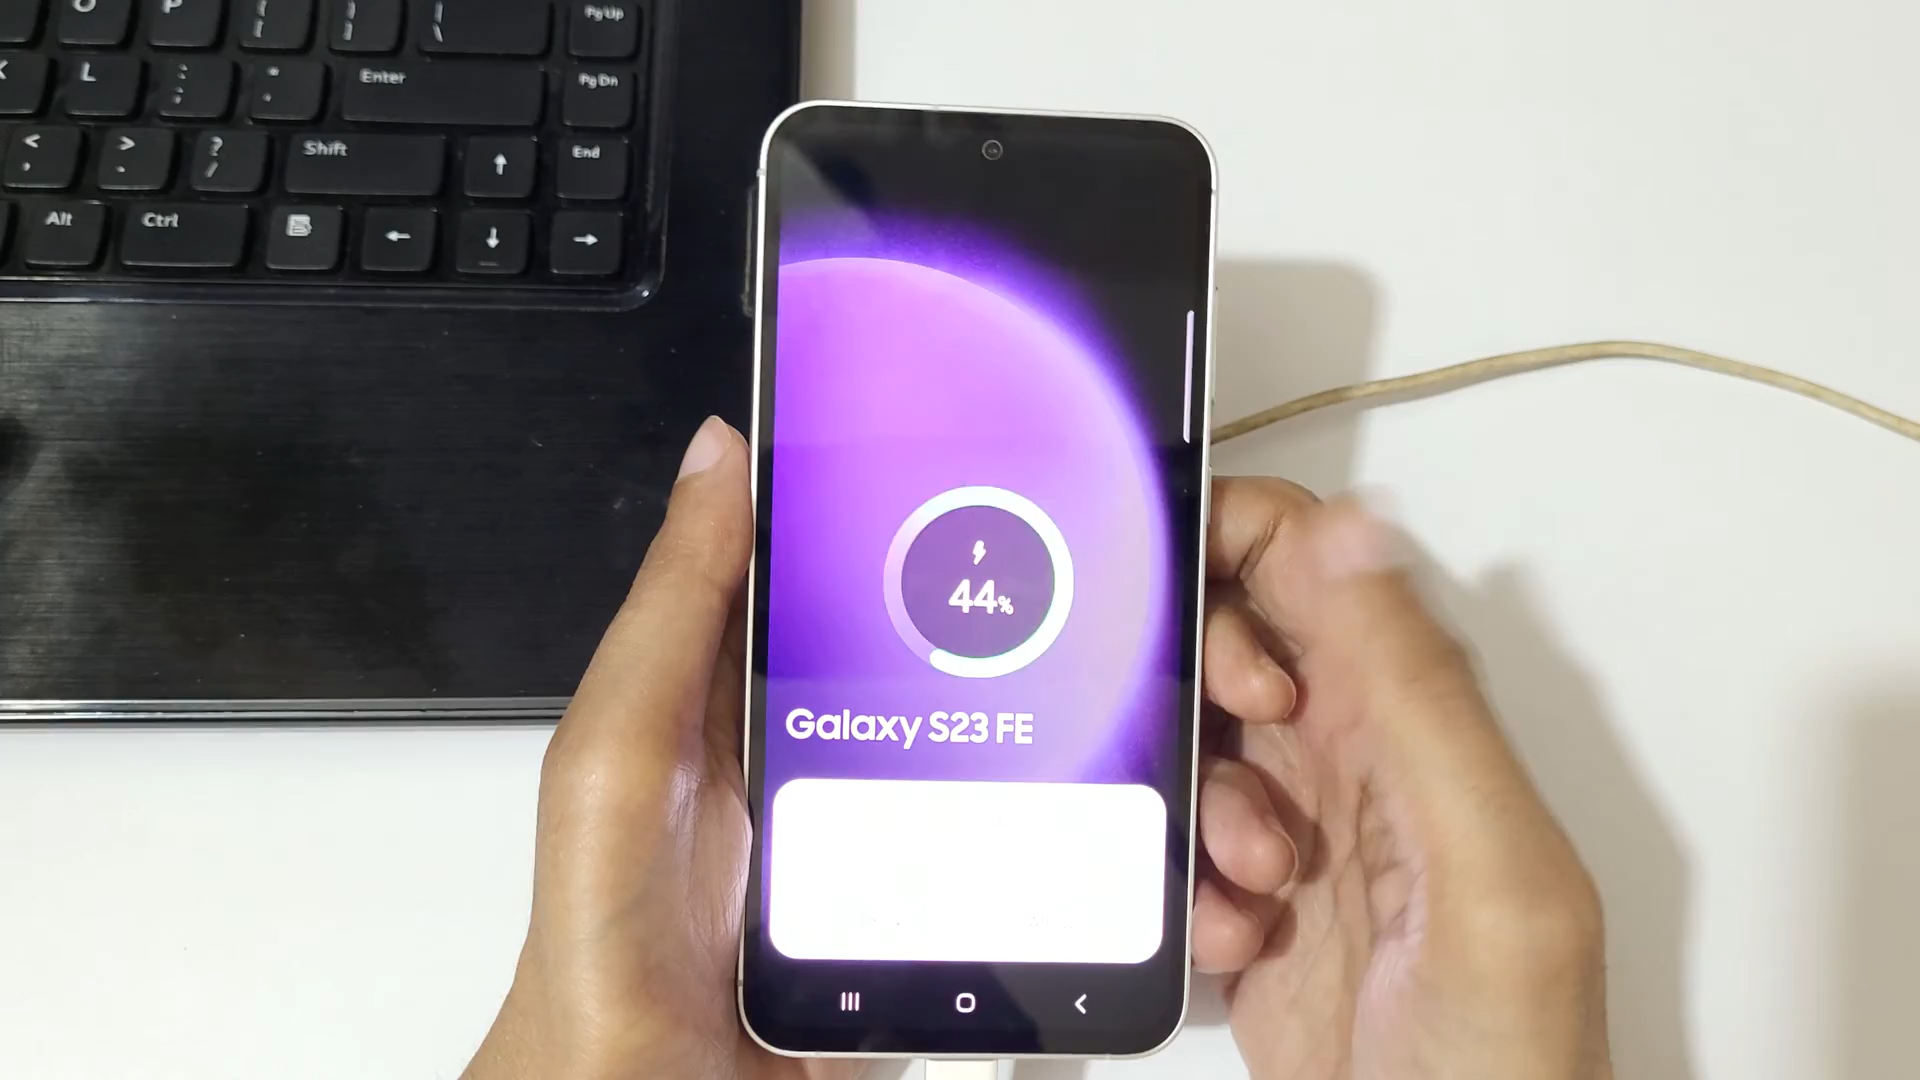 O P { [ } ] | \ PgUp
K L : ; " Enter PgDn
< , > . ? / Shift ↑ End
Alt Ctrl ← ↓ →
44%
Galaxy S23 FE